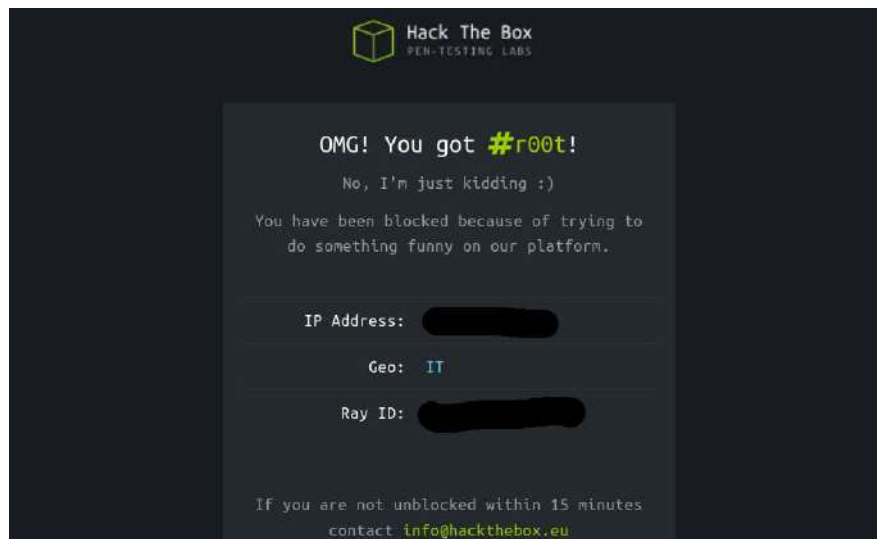 Hack The Box
PEN-TESTING LABS
OMG! You got #r00t!
No, I'm just kidding :)
You have been blocked because of trying to
do something funny on our platform.
IP Address:
Geo: IT
Ray ID:
If you are not unblocked within 15 minutes
contact info@hackthebox.eu